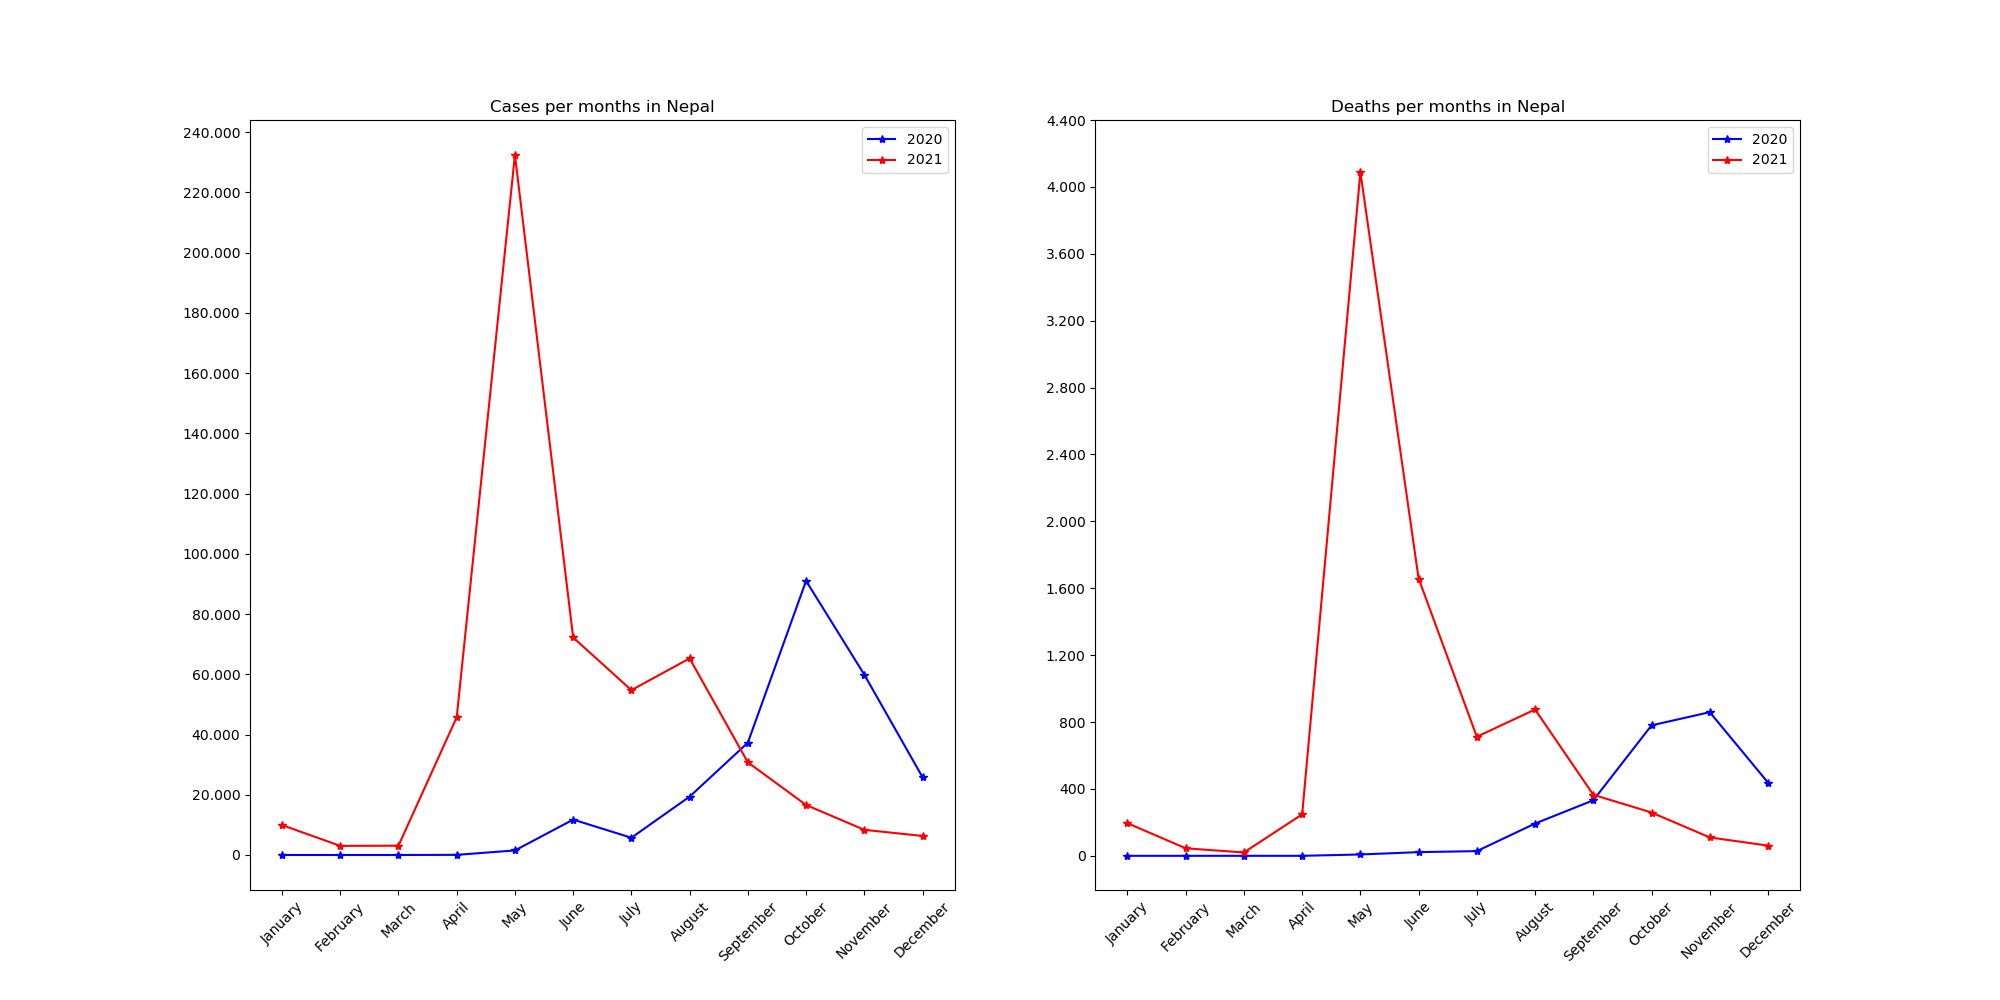 Cases per months in Nepal
240.000
220.000
200.000
180.000
160.000
140.000
120.000
100.000
80.000
60.000
40.000
20.000
0
2020
2021
January
February
March
April
May
June
July
August
September
October
November
December
Deaths per months in Nepal
4.400
4.000
3.600
3.200
2.800
2.400
2.000
1.600
1.200
800
400
0
2020
2021
January
February
March
April
May
June
July
August
September
October
November
December